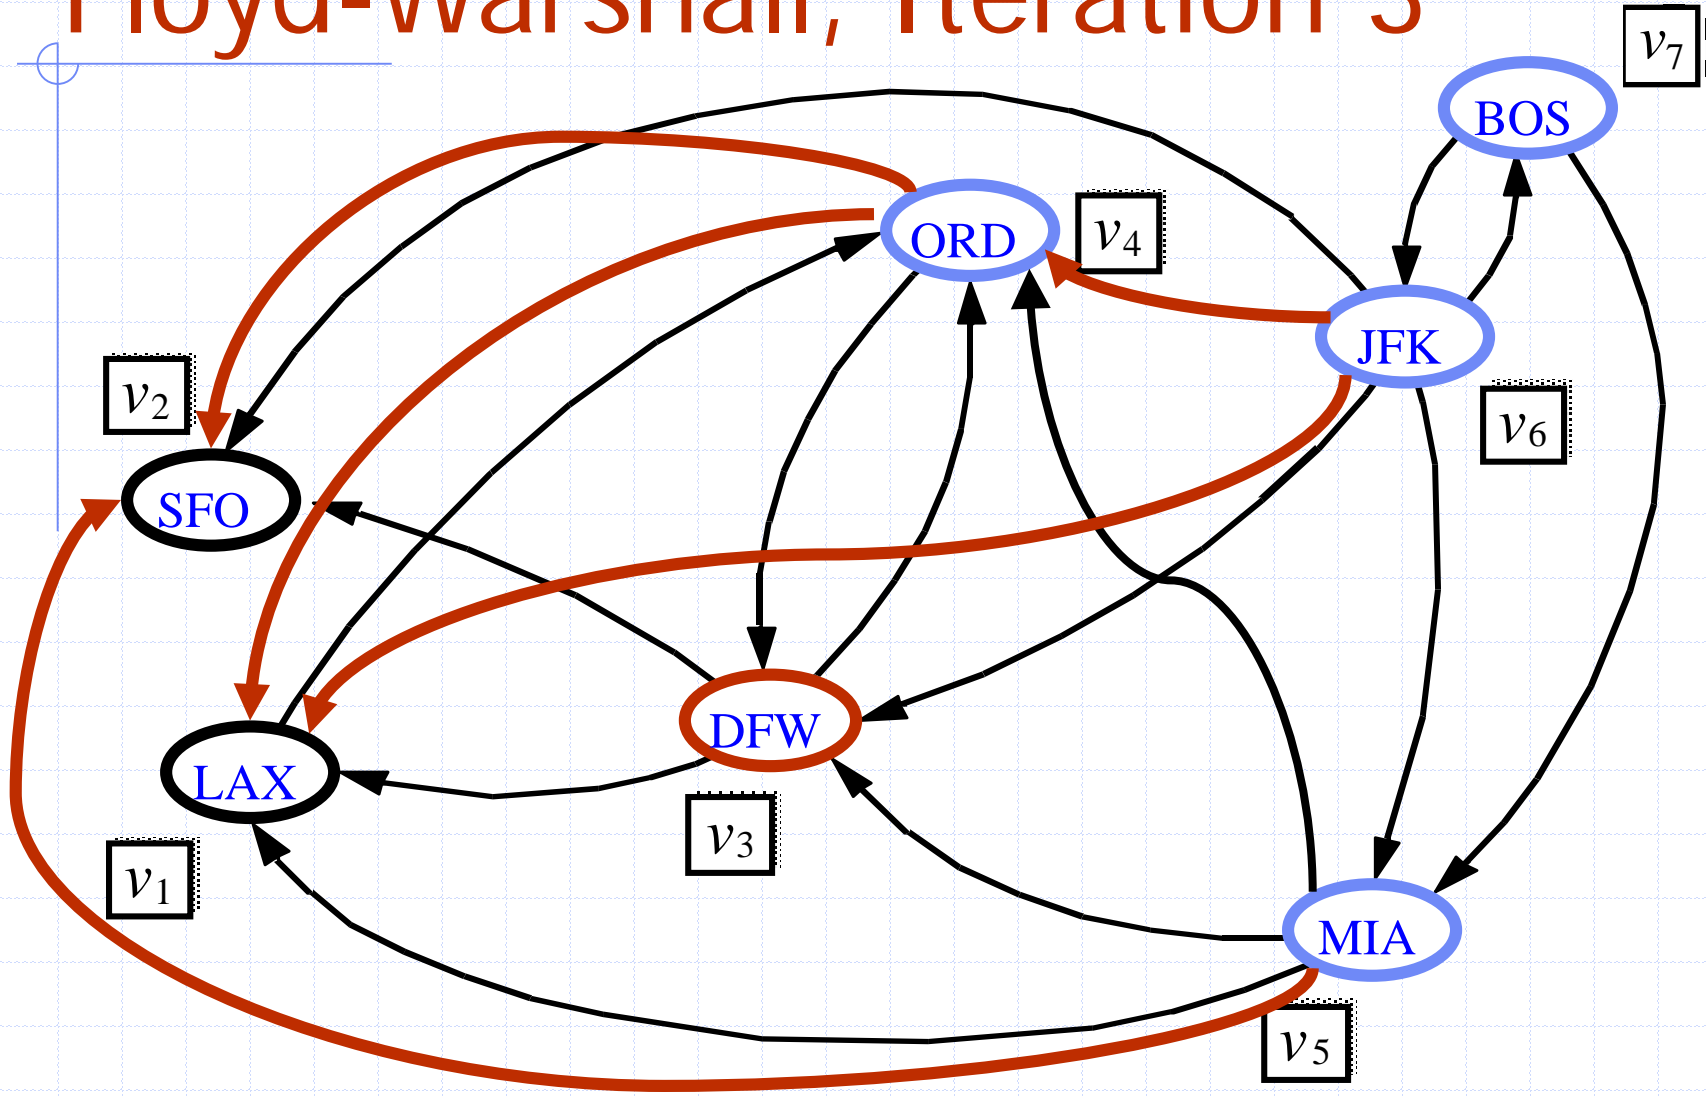 Floyd-Warshall, Iteration 3
v7
BOS
ORD
v4
JFK
v2
v6
SFO
DFW
LAX
v3
v1
MIA
v5